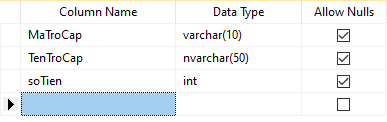 Column Name Data Type Allow Nulls
MaTroCap varchar(10)
TenTroCap nvarchar(50)
soTien int